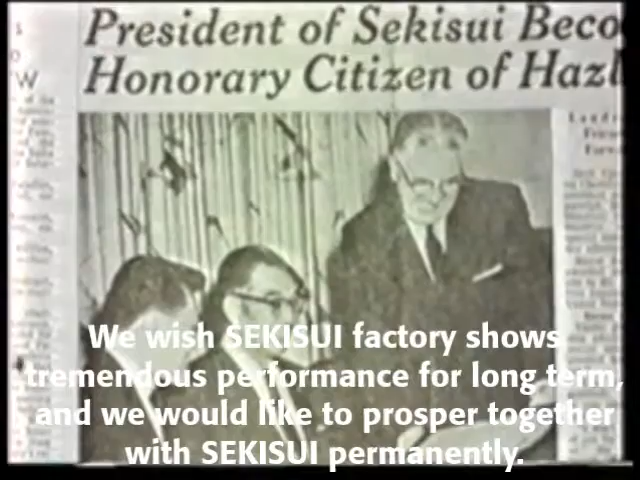 President of Sekisui Beco
Honorary Citizen of Hazl
We wish SEKISUI factory shows
tremendous performance for long term,
and we would like to prosper together
with SEKISUI permanently.